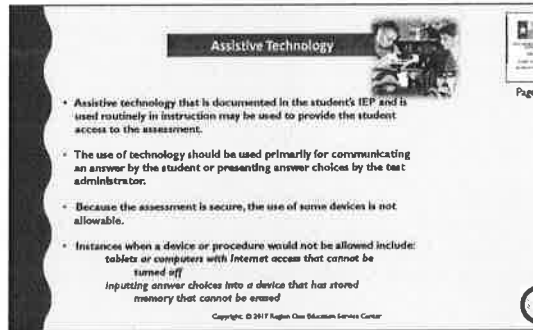 Assistive Technology
• Assistive technology that is documented in the student's IEP and is
used routinely in instruction may be used to provide the student
access to the assessment.
• The use of technology should be used primarily for communicating
an answer by the student or presenting answer choices by the test
administrator.
• Because the assessment is secure, the use of some devices is not
allowable.
• Instances when a device or procedure would not be allowed include:
tablets or computers with Internet access that cannot be
turned off
inputting answer choices into a device that has stored
memory that cannot be erased
Copyright © 2017 Region One Education Service Center
Page